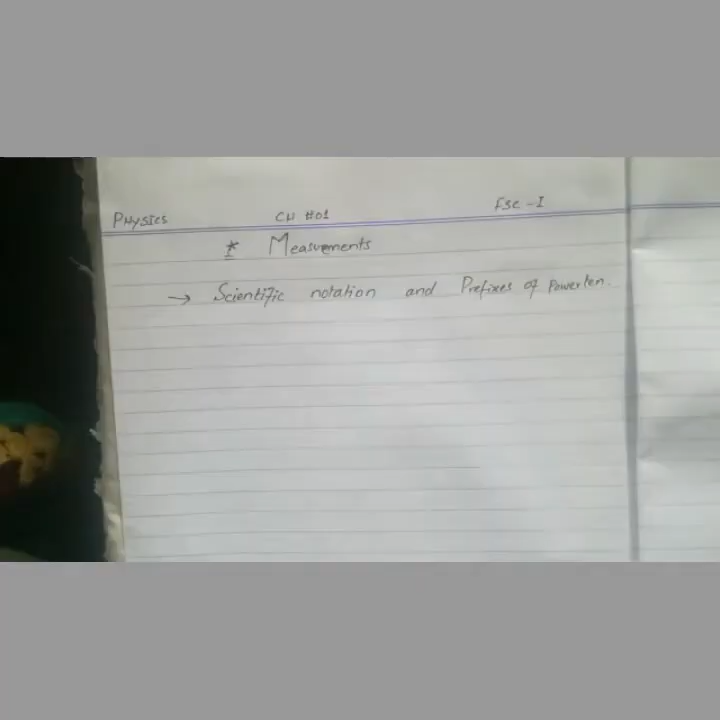 Physics CH #01 FSC-I
* Measurements
→ Scientific notation and Prefixes of Power ten.